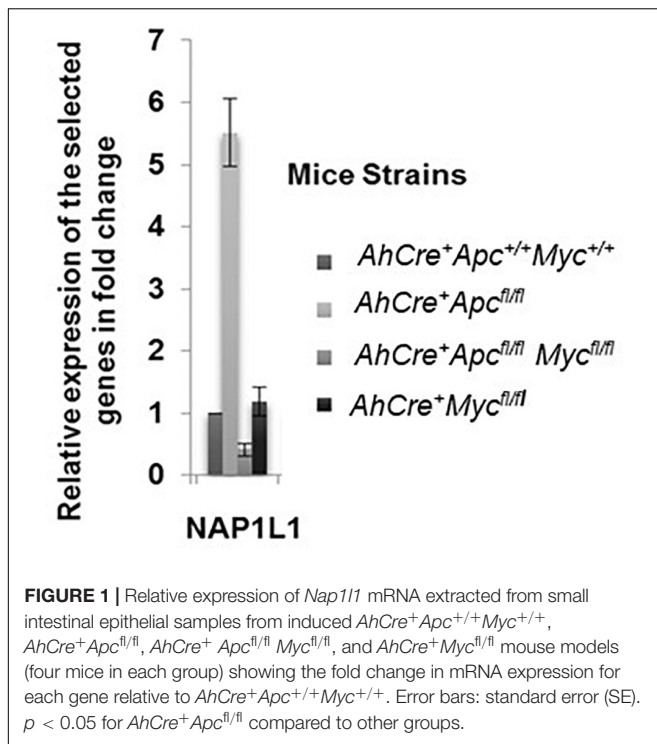 Relative expression of the selected
genes in fold change
7
6
5
4
3
2
1
0
NAP1L1
Mice Strains
AhCre⁺Apc⁺/⁺Myc⁺/⁺
AhCre⁺Apcᶠˡ/ᶠˡ
AhCre⁺Apcᶠˡ/ᶠˡ Mycᶠˡ/ᶠˡ
AhCre⁺Mycᶠˡ/ᶠˡ
FIGURE 1 | Relative expression of Nap1l1 mRNA extracted from small
intestinal epithelial samples from induced AhCre⁺Apc⁺/⁺Myc⁺/⁺,
AhCre⁺Apcᶠˡ/ᶠˡ, AhCre⁺ Apcᶠˡ/ᶠˡ Mycᶠˡ/ᶠˡ, and AhCre⁺Mycᶠˡ/ᶠˡ mouse models
(four mice in each group) showing the fold change in mRNA expression for
each gene relative to AhCre⁺Apc⁺/⁺Myc⁺/⁺. Error bars: standard error (SE).
p < 0.05 for AhCre⁺Apcᶠˡ/ᶠˡ compared to other groups.